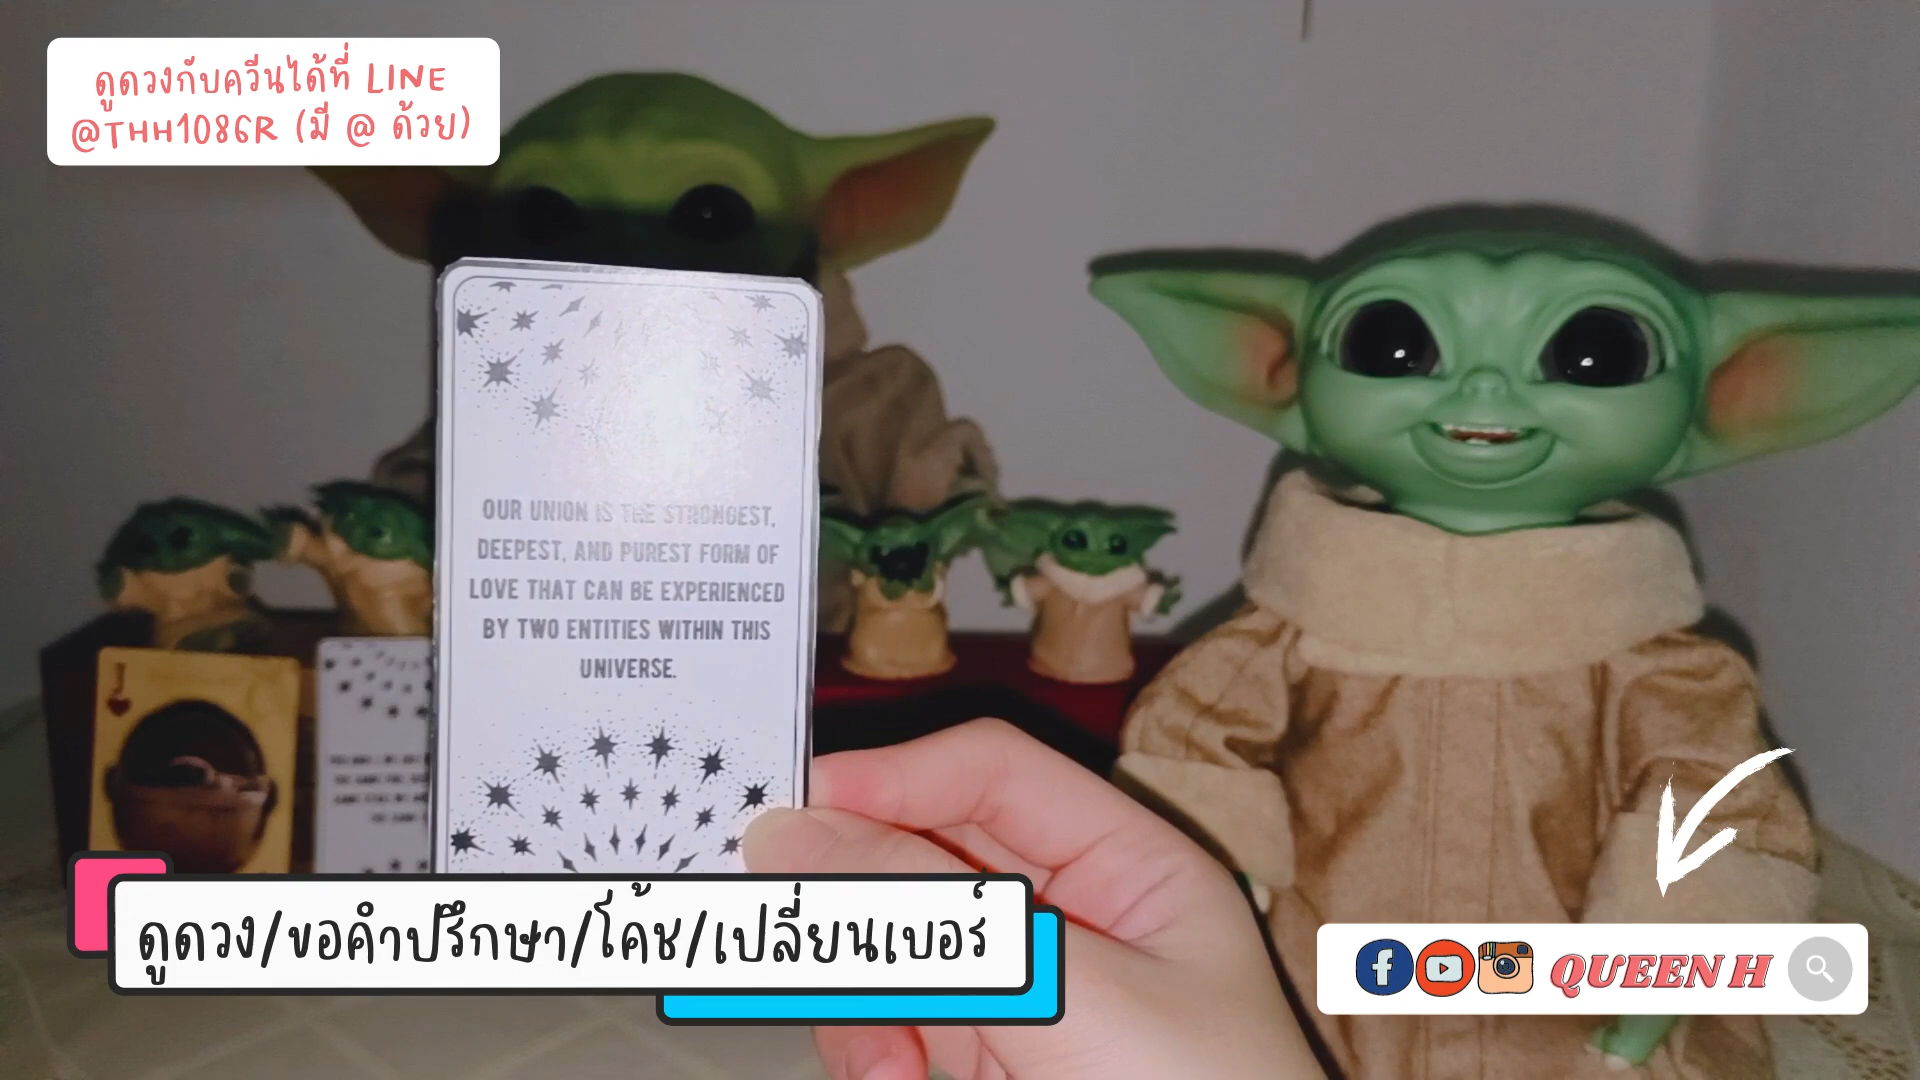 ดูดวงกับควีนได้ที่ LINE
@THH1086R (มี @ ด้วย)
OUR UNION IS THE STRONGEST,
DEEPEST, AND PUREST FORM OF
LOVE THAT CAN BE EXPERIENCED
BY TWO ENTITIES WITHIN THIS
UNIVERSE.
J
ดูดวง/ขอคำปรึกษา/โค้ช/เปลี่ยนเบอร์
QUEEN H